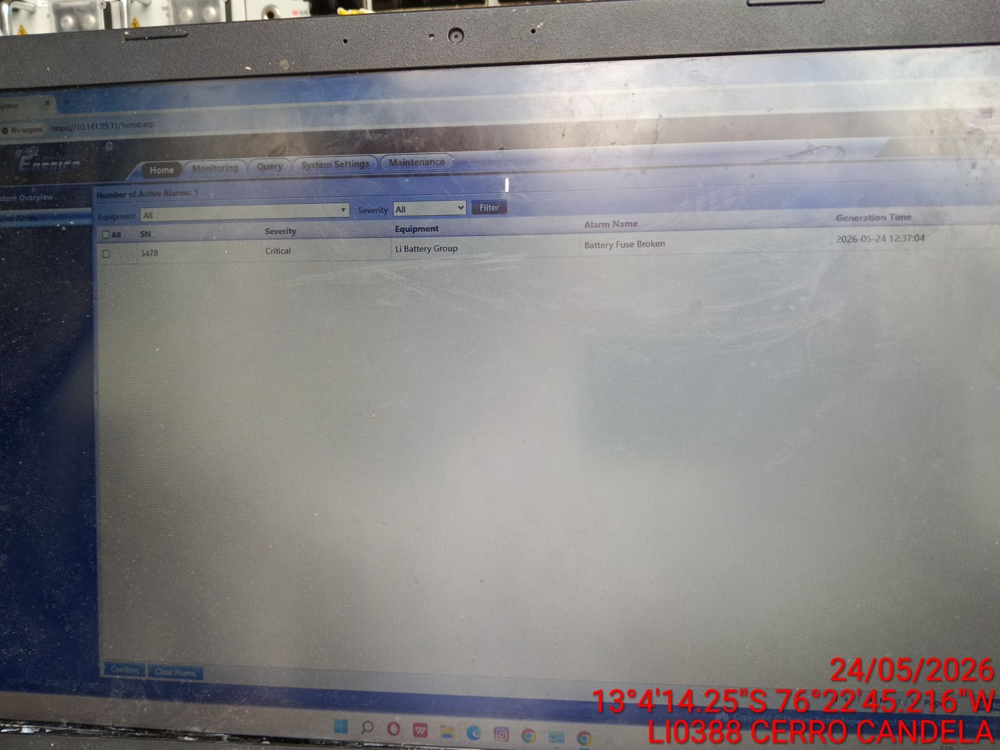 ystem
No seguro https://10.141.99.11/home.asp
Home Monitoring Query System Settings Maintenance
stem Overview
Number of Active Alarms:
Equipment All Severity All Filter
All SN Severity Equipment Alarm Name Generation Time
3478 Critical Li Battery Group Battery Fuse Broken 2026-05-24 12:37:04
Confirm Clear Alarm
24/05/2026
13°4'14.25"S 76°22'45.216"W
LI0388 CERRO CANDELA